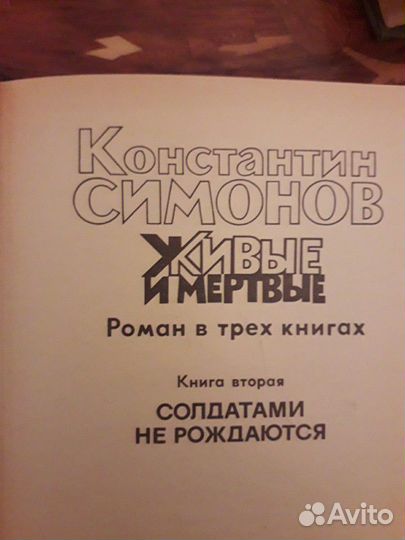 Константин
СИМОНОВ
ЖИВЫЕ
И МЕРТВЫЕ
Роман в трех книгах
Книга вторая
СОЛДАТАМИ
НЕ РОЖДАЮТСЯ
Avito